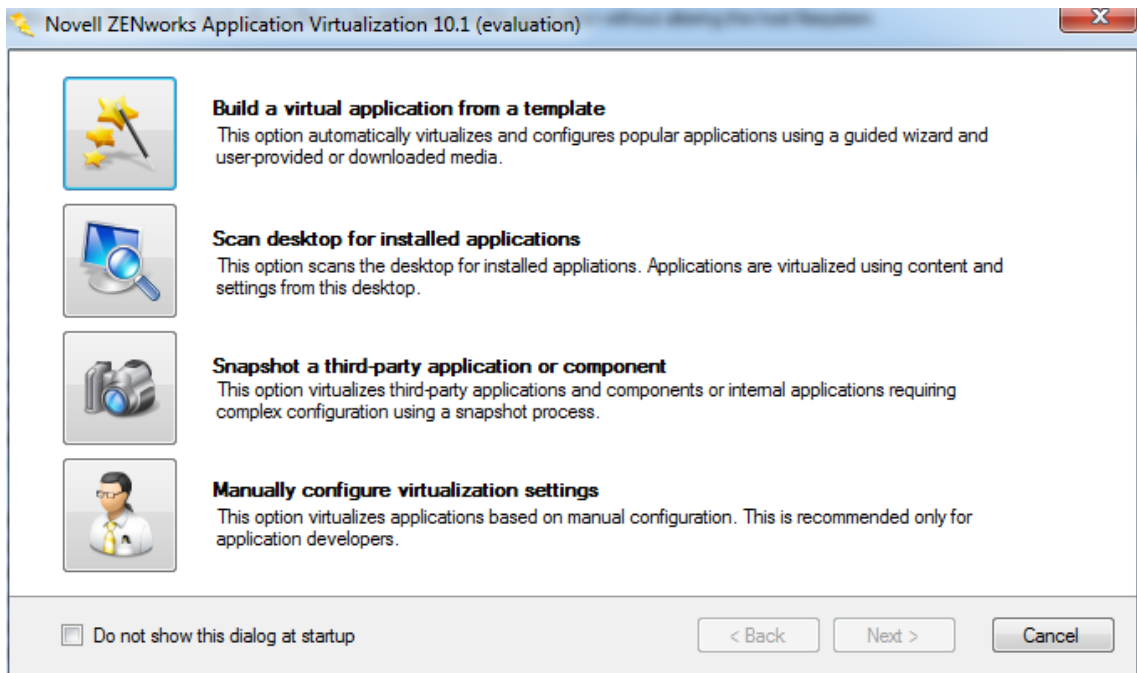 without altering the host filesystem.
Novell ZENworks Application Virtualization 10.1 (evaluation)
X
Build a virtual application from a template
This option automatically virtualizes and configures popular applications using a guided wizard and
user-provided or downloaded media.
Scan desktop for installed applications
This option scans the desktop for installed appliations. Applications are virtualized using content and
settings from this desktop.
Snapshot a third-party application or component
This option virtualizes third-party applications and components or internal applications requiring
complex configuration using a snapshot process.
Manually configure virtualization settings
This option virtualizes applications based on manual configuration. This is recommended only for
application developers.
Do not show this dialog at startup
< Back
Next >
Cancel